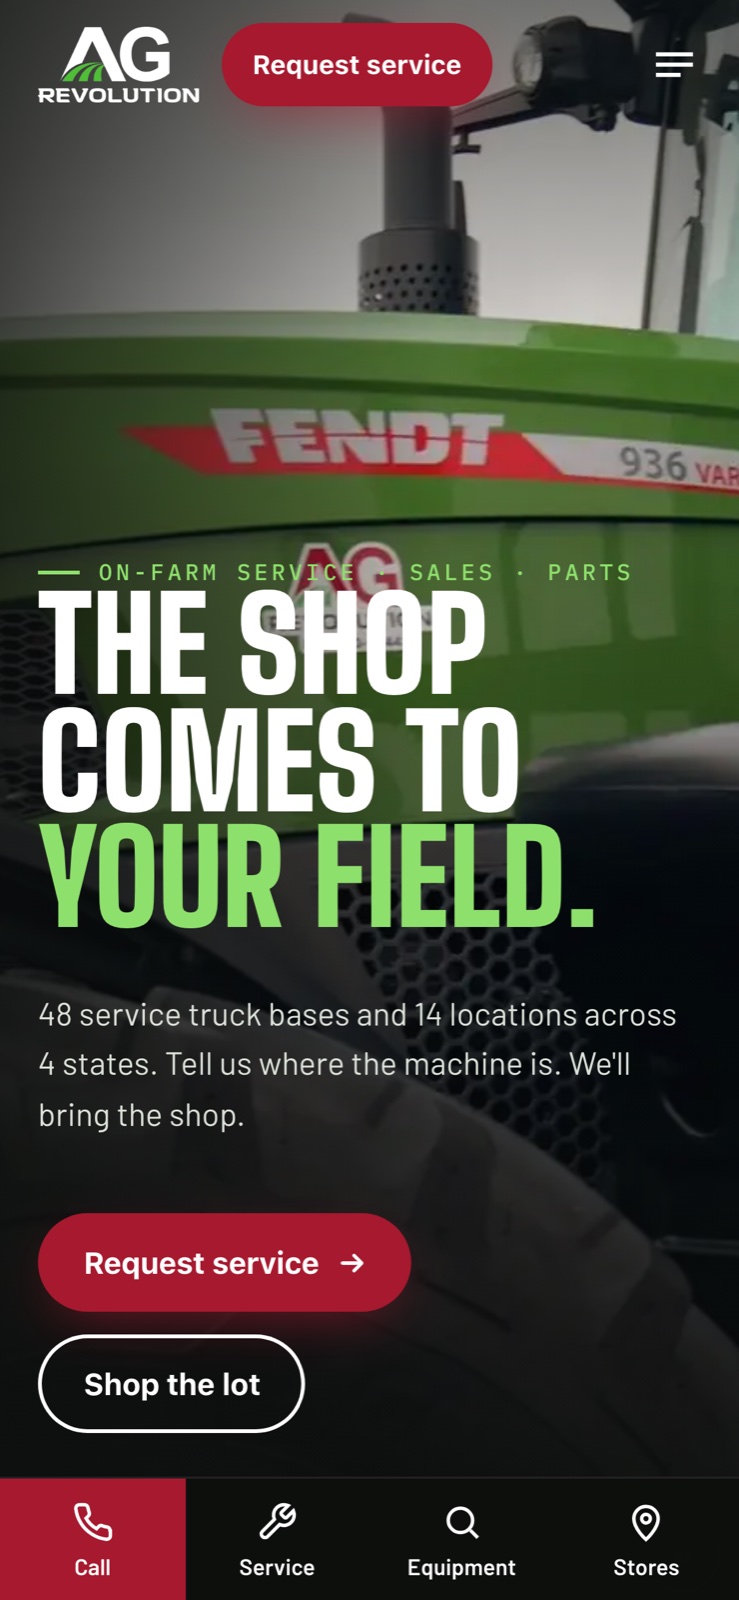 AG
REVOLUTION
Request service
FENDT
936 VAR
ON-FARM SERVICE · SALES · PARTS
AG
THE SHOP
COMES TO
YOUR FIELD.
48 service truck bases and 14 locations across
4 states. Tell us where the machine is. We'll
bring the shop.
Request service →
Shop the lot
Call
Service
Equipment
Stores